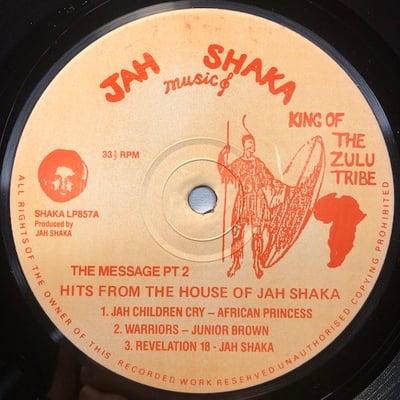 JAH SHAKA
music
KING OF
THE
ZULU
TRIBE
33⅓ RPM
SHAKA LP857A
Produced by
JAH SHAKA
THE MESSAGE PT 2
HITS FROM THE HOUSE OF JAH SHAKA
1. JAH CHILDREN CRY – AFRICAN PRINCESS
2. WARRIORS – JUNIOR BROWN
3. REVELATION 18 - JAH SHAKA
ALL RIGHTS OF THE OWNER OF THIS RECORDED WORK RESERVED UNAUTHORISED COPYING PROHIBITED